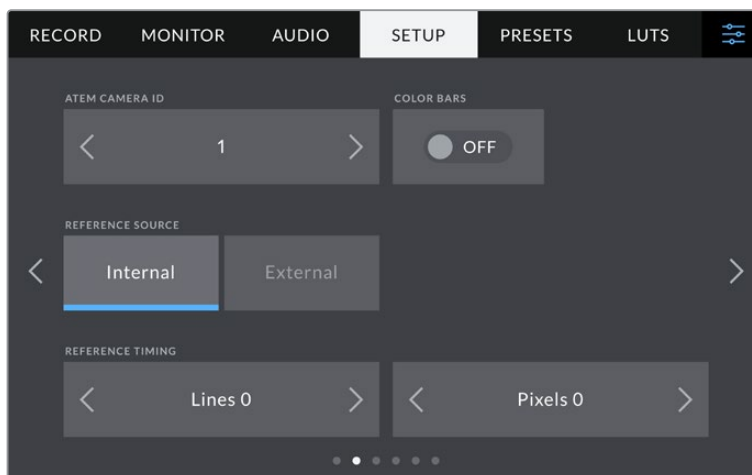 RECORD MONITOR AUDIO SETUP PRESETS LUTS
ATEM CAMERA ID COLOR BARS
1 OFF
REFERENCE SOURCE
Internal External
REFERENCE TIMING
Lines 0 Pixels 0